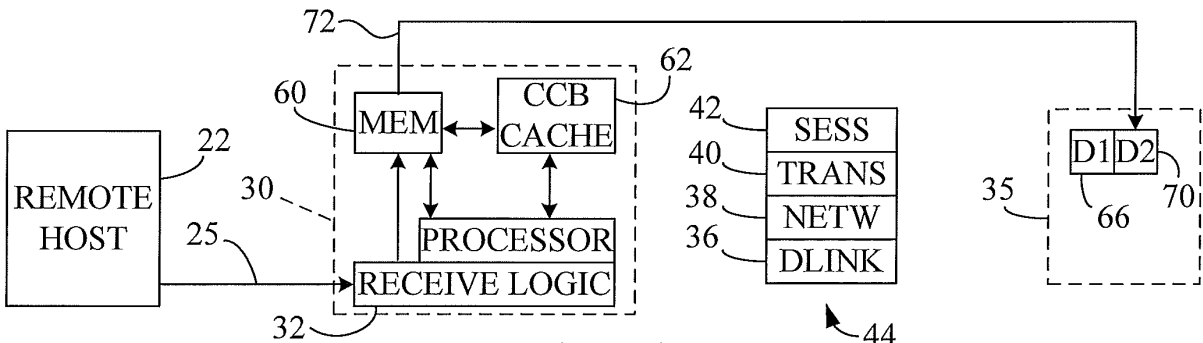 72
62
60
MEM
CCB
CACHE
42
SESS
22
40
TRANS
D1 D2
REMOTE
HOST
30
38
NETW
35
66
70
25
PROCESSOR
36
DLINK
RECEIVE LOGIC
32
44